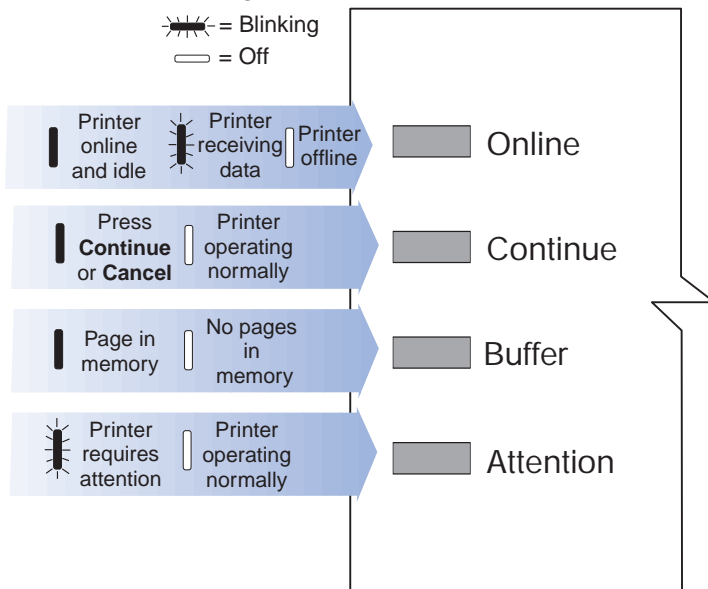 = Blinking
= Off
Printer
online
and idle
Printer
receiving
data
Printer
offline
Online
Press
Continue
or Cancel
Printer
operating
normally
Continue
Page in
memory
No pages
in
memory
Buffer
Printer
requires
attention
Printer
operating
normally
Attention